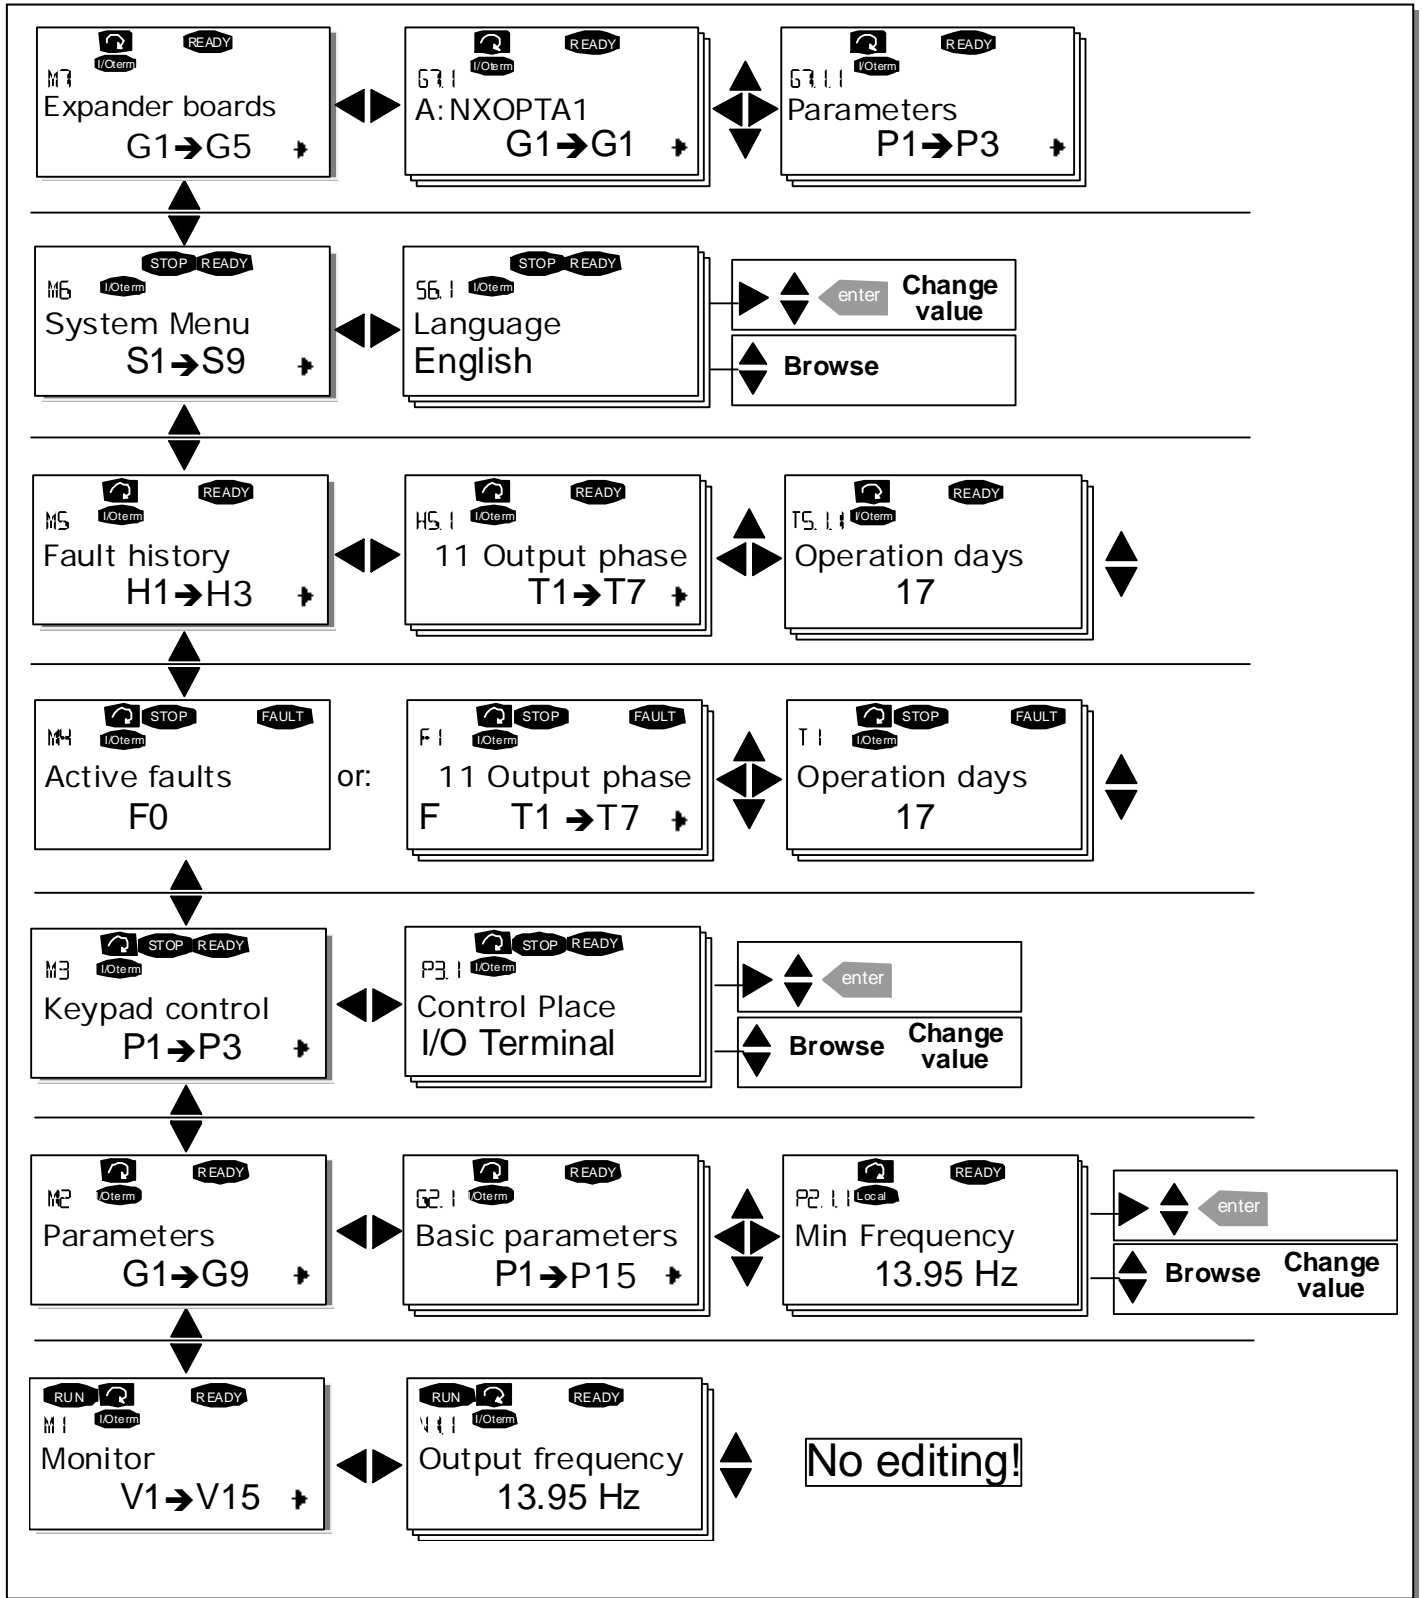 READY
I/Oterm
M7
Expander boards
G1➔G5
READY
I/Oterm
G7.1
A: NXOPTA1
G1➔G1
READY
I/Oterm
G7.1.1
Parameters
P1➔P3
STOP READY
M6 I/Oterm
System Menu
S1➔S9
STOP READY
S6.1 I/Oterm
Language
English
enter Change value
Browse
READY
M5 I/Oterm
Fault history
H1➔H3
READY
H5.1 I/Oterm
11 Output phase
T1➔T7
READY
T5.1.1 I/Oterm
Operation days
17
STOP FAULT
M4 I/Oterm
Active faults
F0
or:
STOP FAULT
F1 I/Oterm
11 Output phase
F T1➔T7
STOP FAULT
T1 I/Oterm
Operation days
17
STOP READY
M3 I/Oterm
Keypad control
P1➔P3
STOP READY
P3.1 I/Oterm
Control Place
I/O Terminal
enter
Browse Change value
READY
M2 I/Oterm
Parameters
G1➔G9
READY
G2.1 I/Oterm
Basic parameters
P1➔P15
READY
P2.1.1 Local
Min Frequency
13.95 Hz
enter
Browse Change value
RUN READY
M1 I/Oterm
Monitor
V1➔V15
RUN READY
V1.1 I/Oterm
Output frequency
13.95 Hz
No editing!